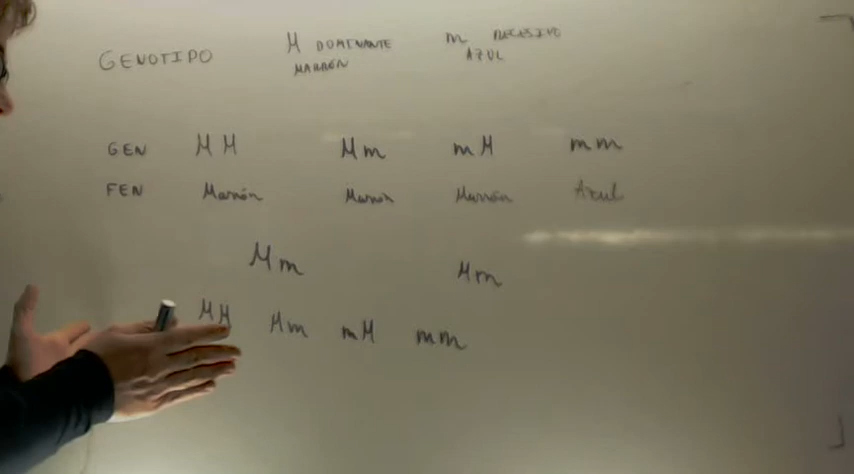 GENOTIPO
M DOMINANTE
MARRÓN
m RECESIVO
AZUL
GEN MM Mm mM mm
FEN Marrón Marrón Marrón Azul
Mm Mm
MM Mm mM mm